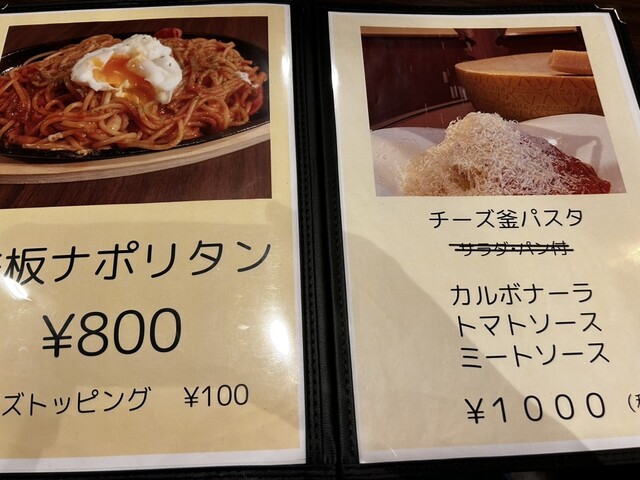 板ナポリタン
¥800
ズトッピング ¥100
チーズ釜パスタ
サラダ・パン付
カルボナーラ
トマトソース
ミートソース
¥1000